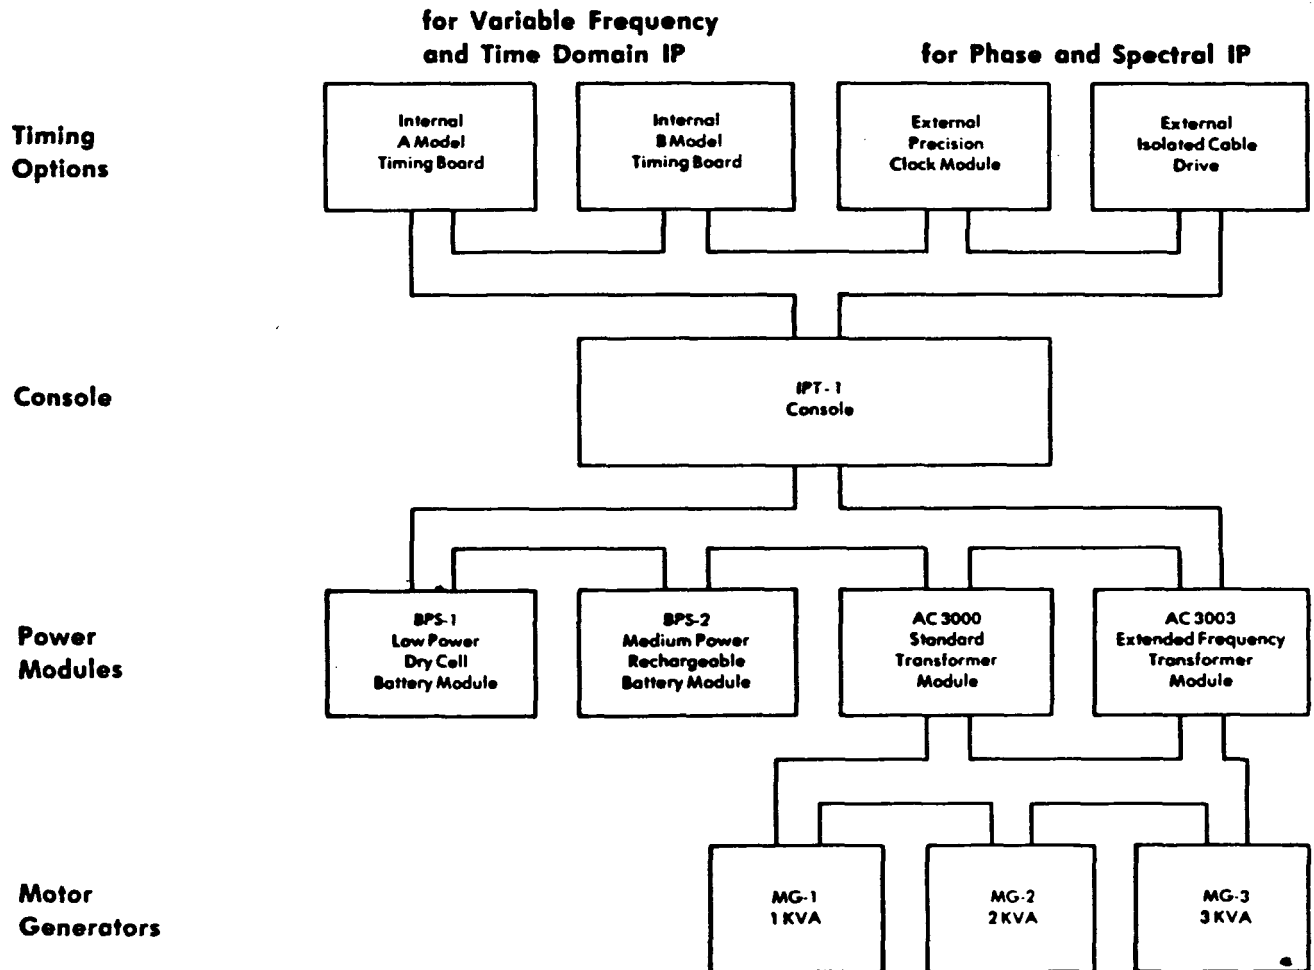 for Variable Frequency
and Time Domain IP
for Phase and Spectral IP
Timing
Options
Internal
A Model
Timing Board
Internal
B Model
Timing Board
External
Precision
Clock Module
External
Isolated Cable
Drive
Console
IPT-1
Console
Power
Modules
BPS-1
Low Power
Dry Cell
Battery Module
BPS-2
Medium Power
Rechargeable
Battery Module
AC 3000
Standard
Transformer
Module
AC 3003
Extended Frequency
Transformer
Module
Motor
Generators
MG-1
1 KVA
MG-2
2 KVA
MG-3
3 KVA